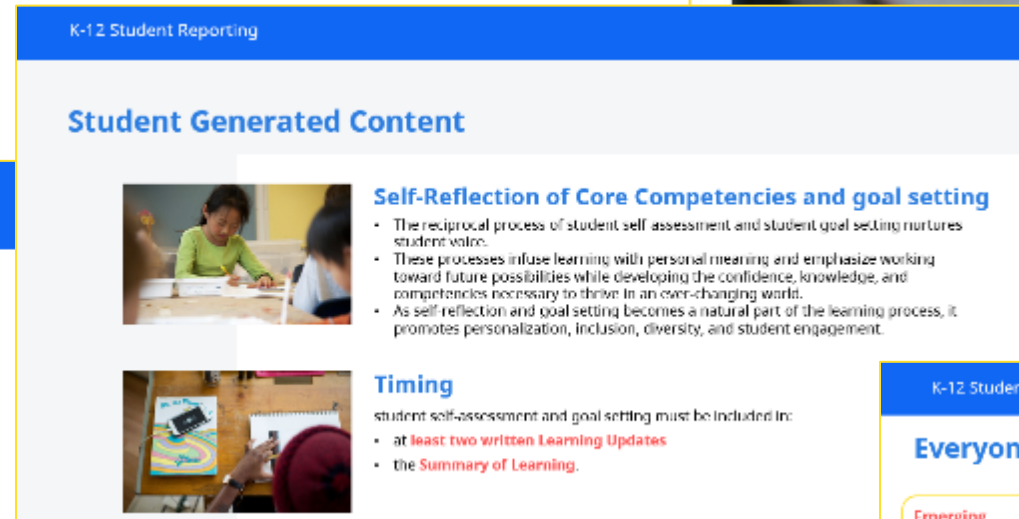 K-12 Student Reporting
Student Generated Content
Self-Reflection of Core Competencies and goal setting
▪ The reciprocal process of student self assessment and student goal setting nurtures
student voice.
▪ These processes infuse learning with personal meaning and emphasize working
toward future possibilities while developing the confidence, knowledge, and
competencies necessary to thrive in an ever-changing world.
▪ As self-reflection and goal setting becomes a natural part of the learning process, it
promotes personalization, inclusion, diversity, and student engagement.
Timing
student self-assessment and goal setting must be included in:
▪ at least two written Learning Updates
▪ the Summary of Learning.
K-12 Studen
Everyon
Emerging